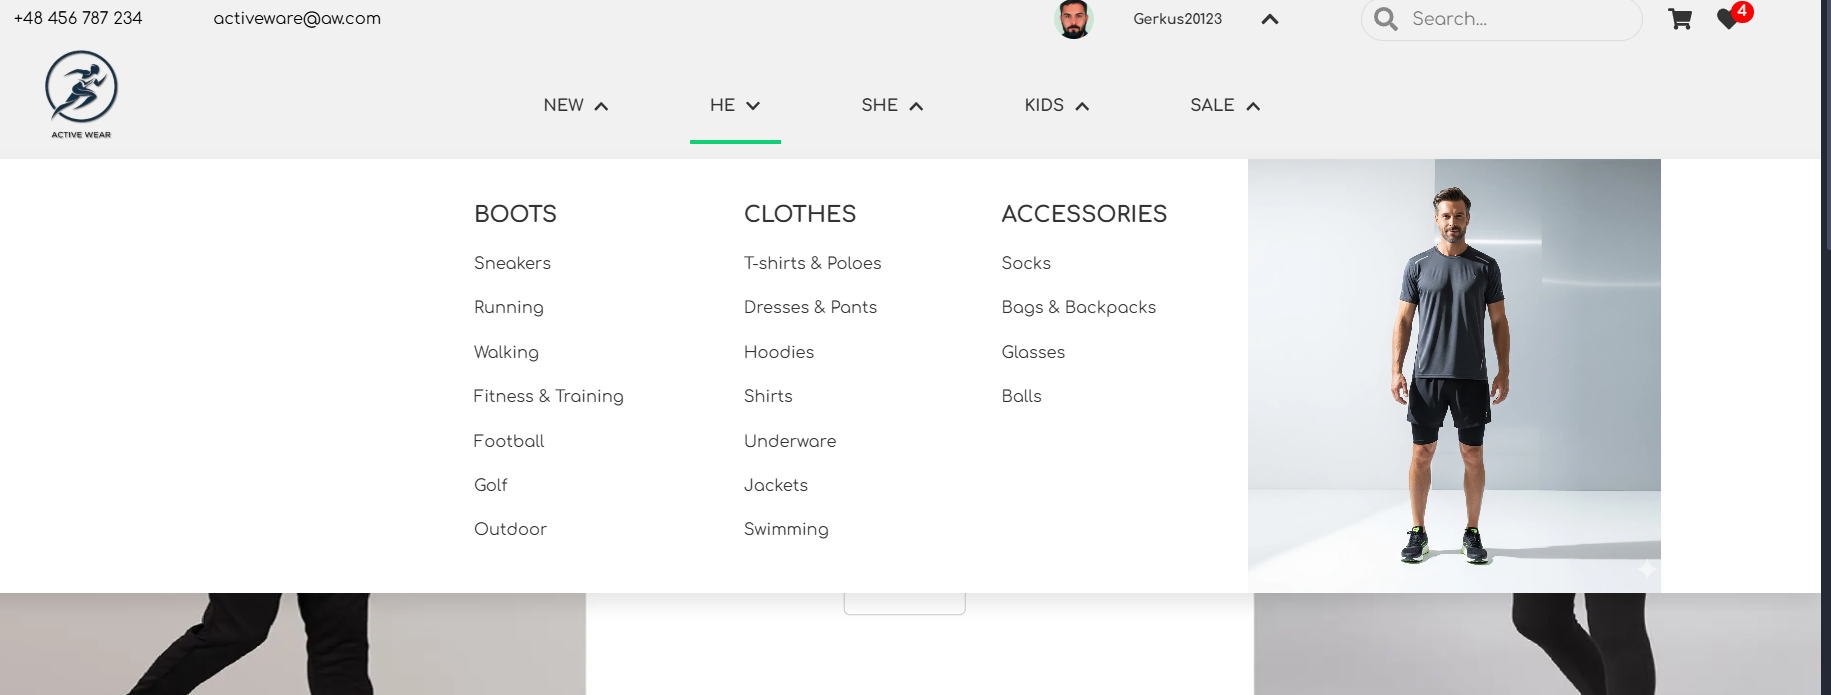 +48 456 787 234 activeware@aw.com Gerkus20123 Search... 4
ACTIVE WEAR
NEW HE SHE KIDS SALE
BOOTS
Sneakers
Running
Walking
Fitness & Training
Football
Golf
Outdoor
CLOTHES
T-shirts & Poloes
Dresses & Pants
Hoodies
Shirts
Underware
Jackets
Swimming
ACCESSORIES
Socks
Bags & Backpacks
Glasses
Balls